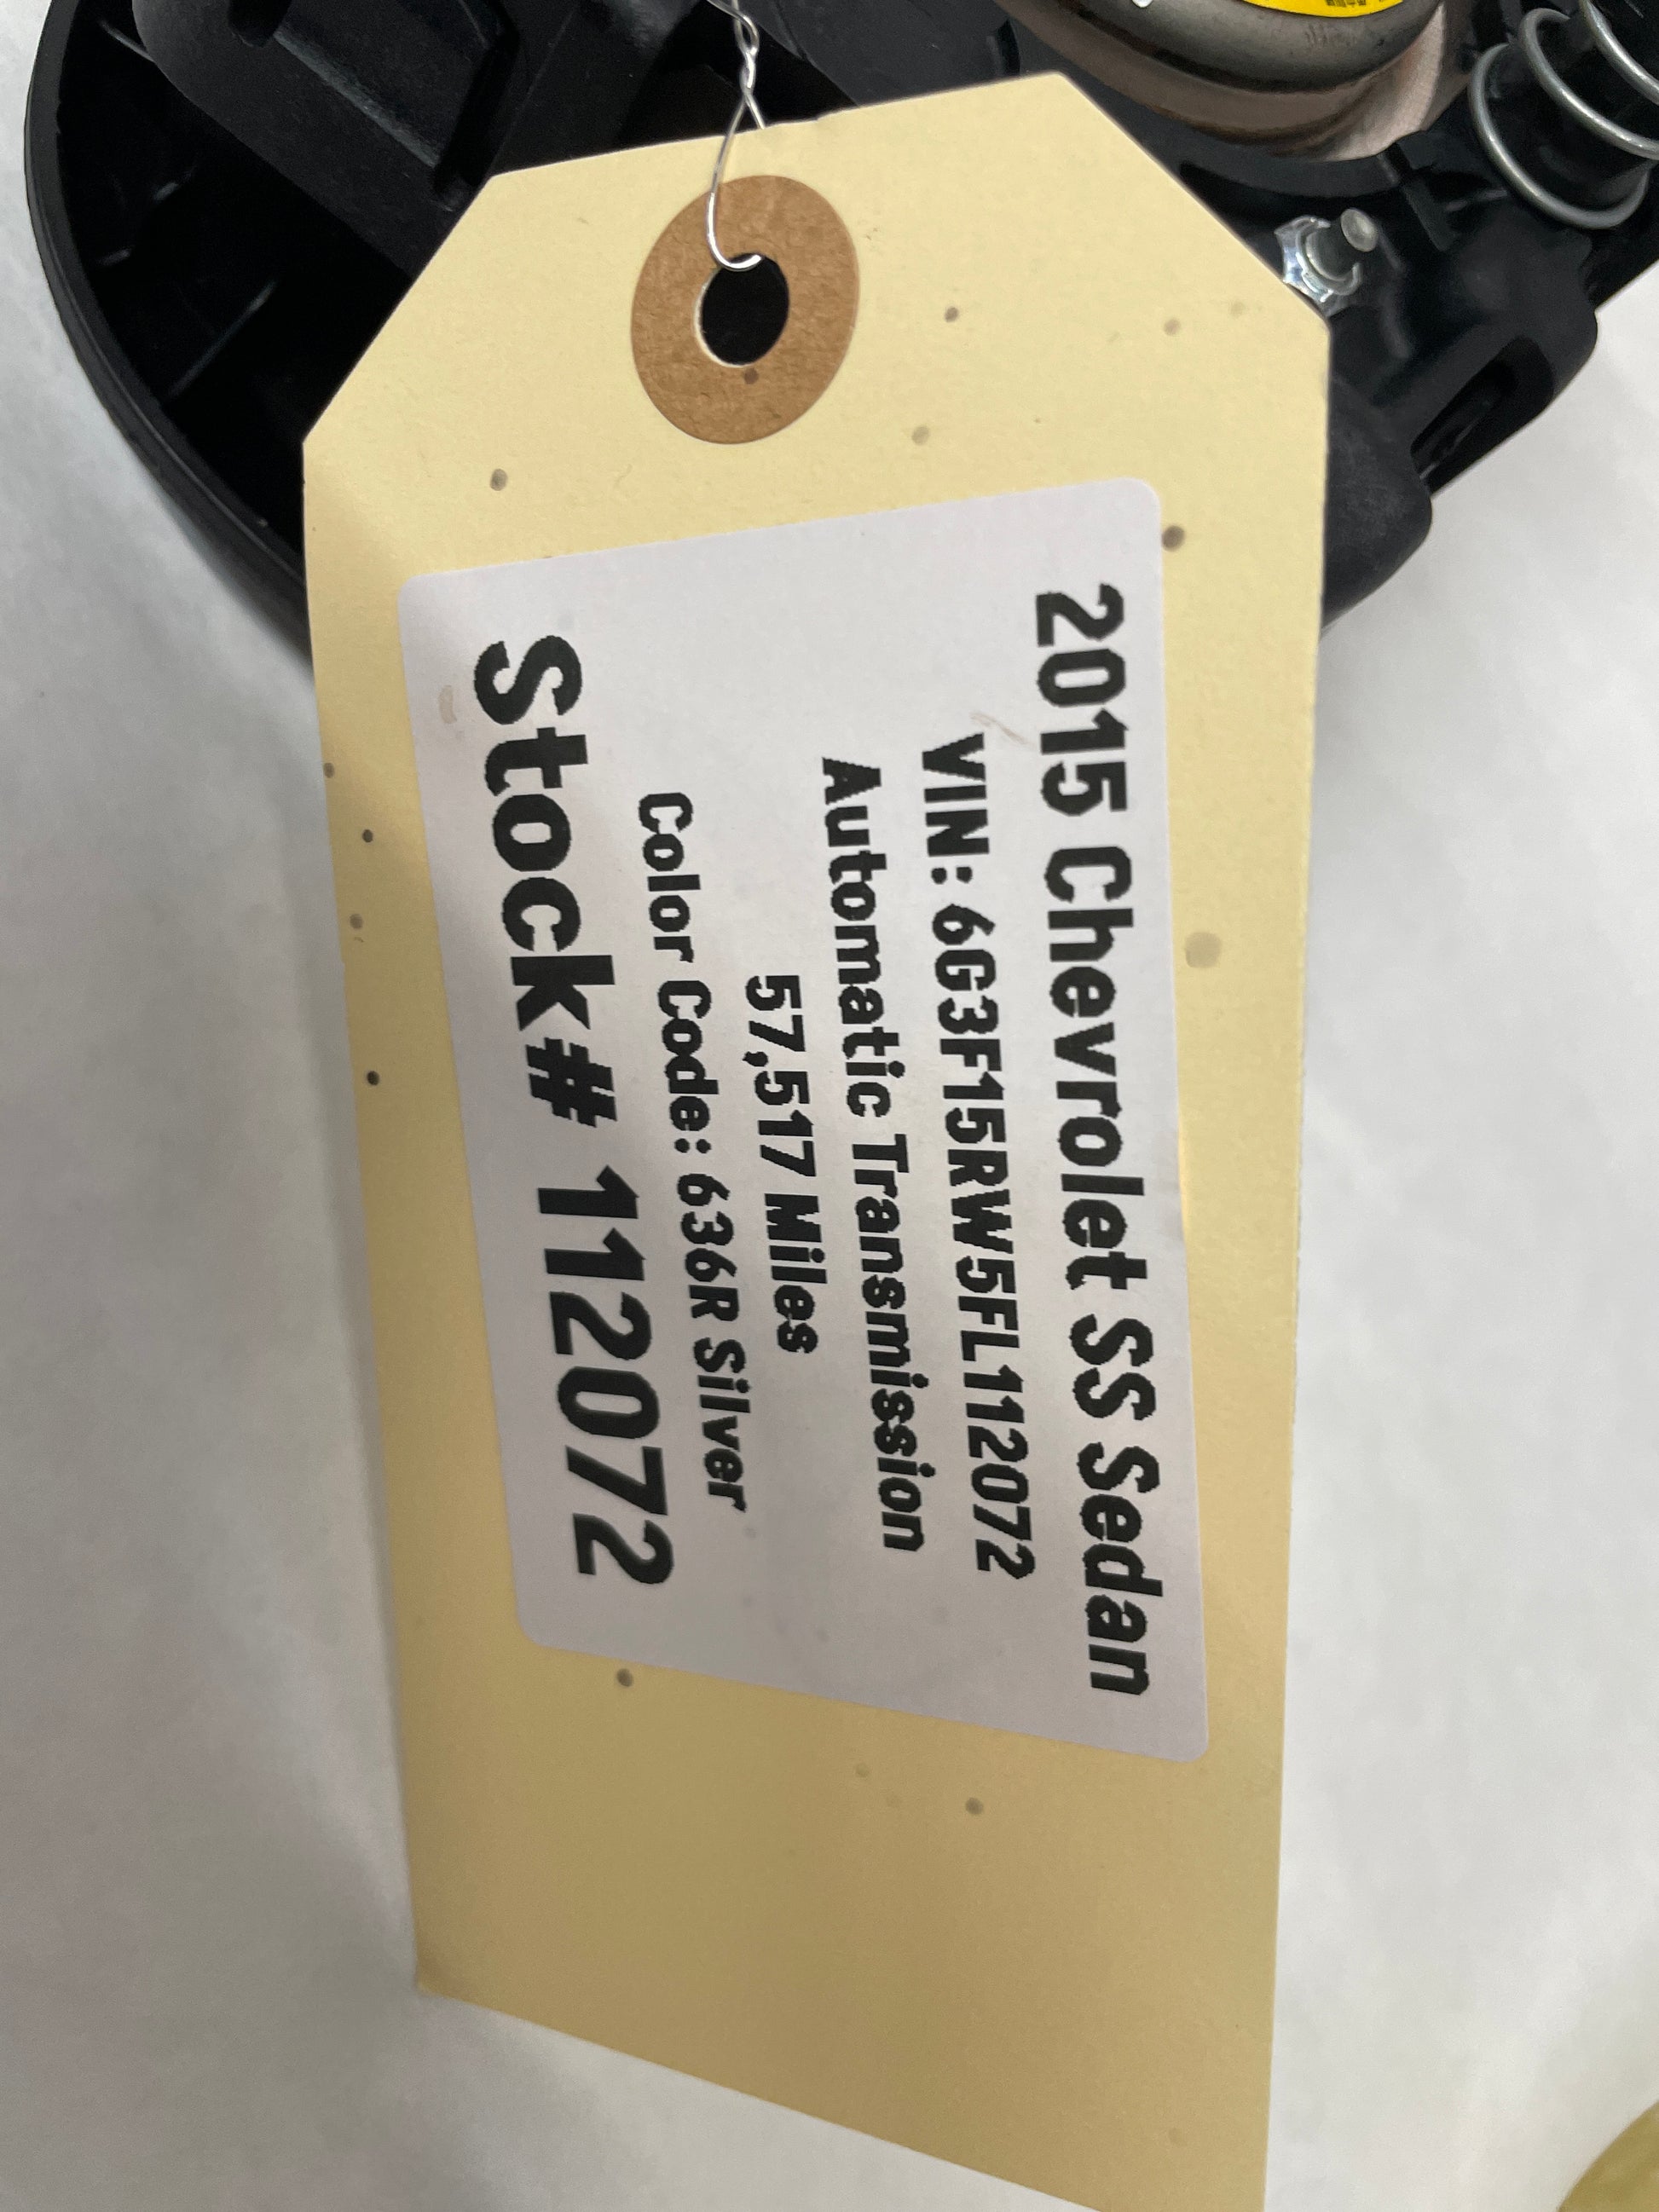 2015 Chevrolet SS Sedan
VIN: 6G3F15RW5FL112072
Automatic Transmission
57,517 Miles
Color Code: 636R Silver
Stock# 112072